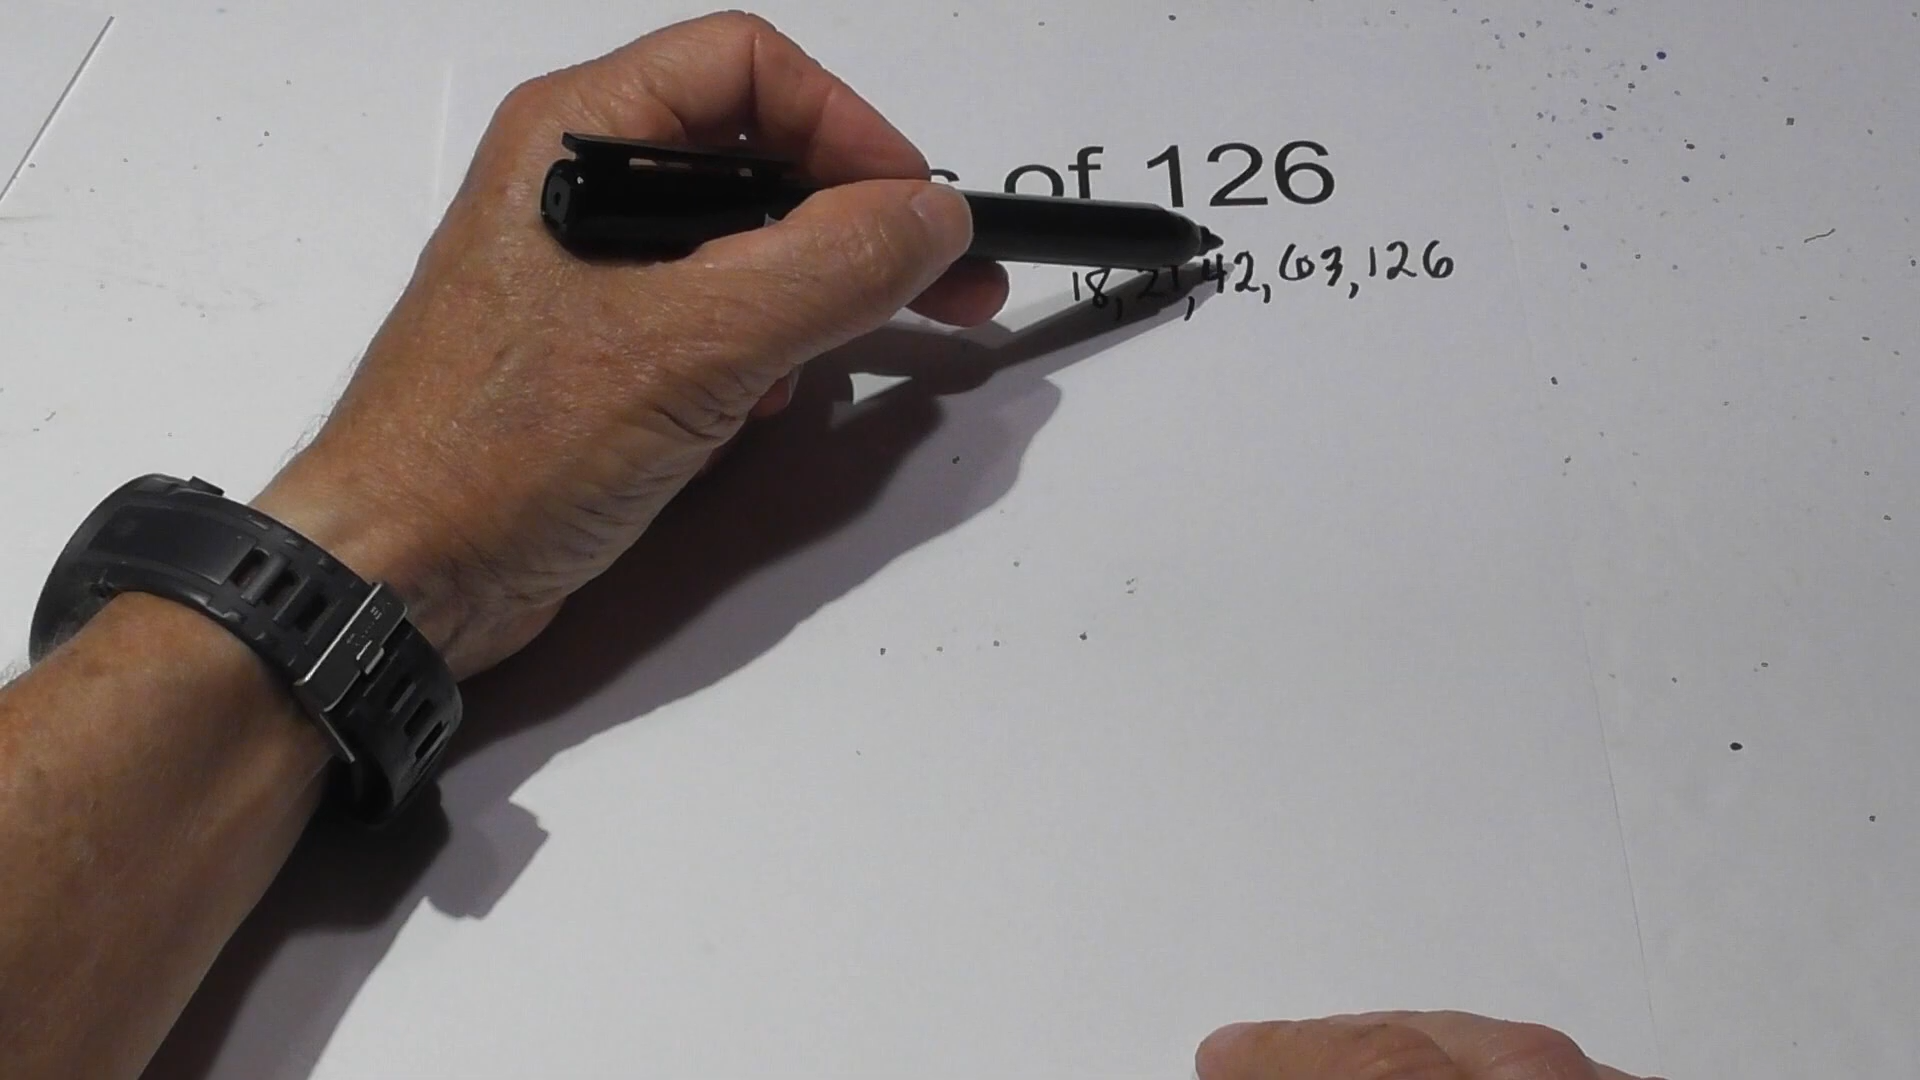 of 126
18, 21, 42, 63, 126